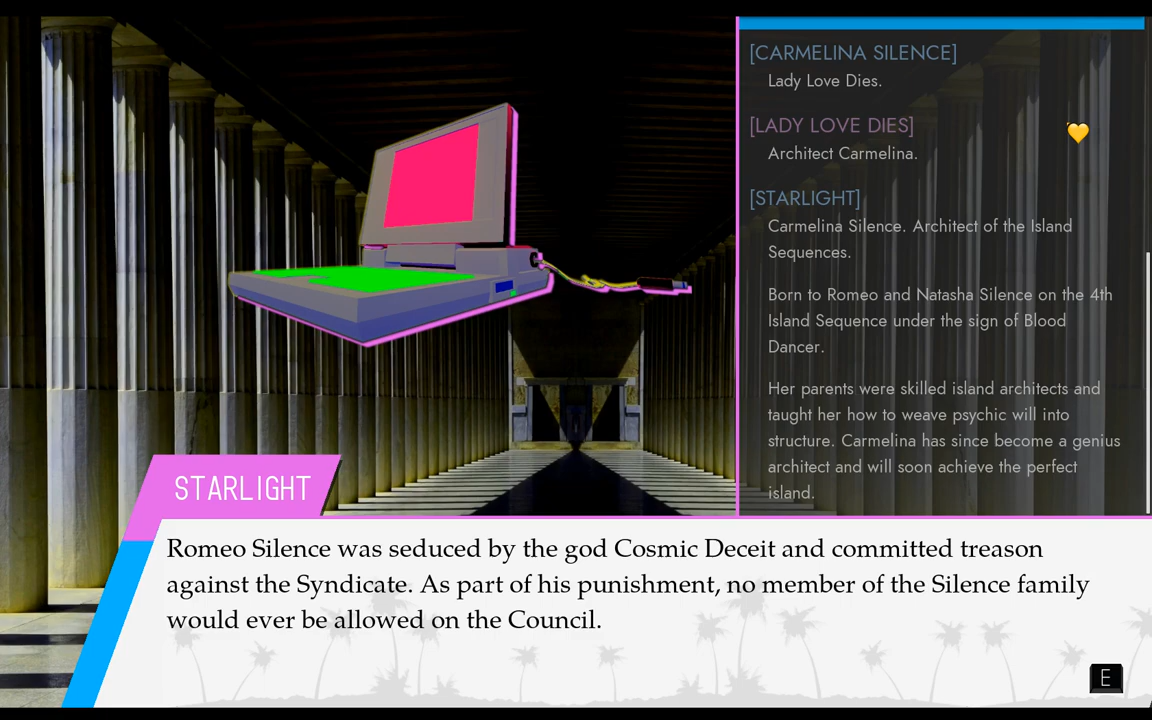 [CARMELINA SILENCE]
Lady Love Dies.
[LADY LOVE DIES]
Architect Carmelina.
[STARLIGHT]
Carmelina Silence. Architect of the Island
Sequences.
Born to Romeo and Natasha Silence on the 4th
Island Sequence under the sign of Blood
Dancer.
Her parents were skilled island architects and
taught her how to weave psychic will into
structure. Carmelina has since become a genius
architect and will soon achieve the perfect
island.
STARLIGHT
Romeo Silence was seduced by the god Cosmic Deceit and committed treason
against the Syndicate. As part of his punishment, no member of the Silence family
would ever be allowed on the Council.
E